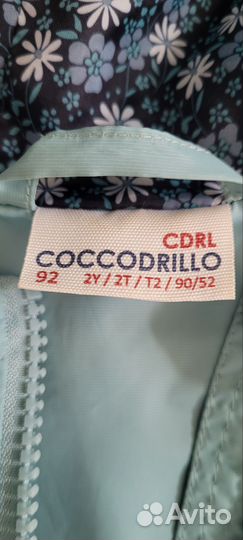 CDRL
COCCODRILLO
92 2Y / 2T / T2 / 90/52
Avito